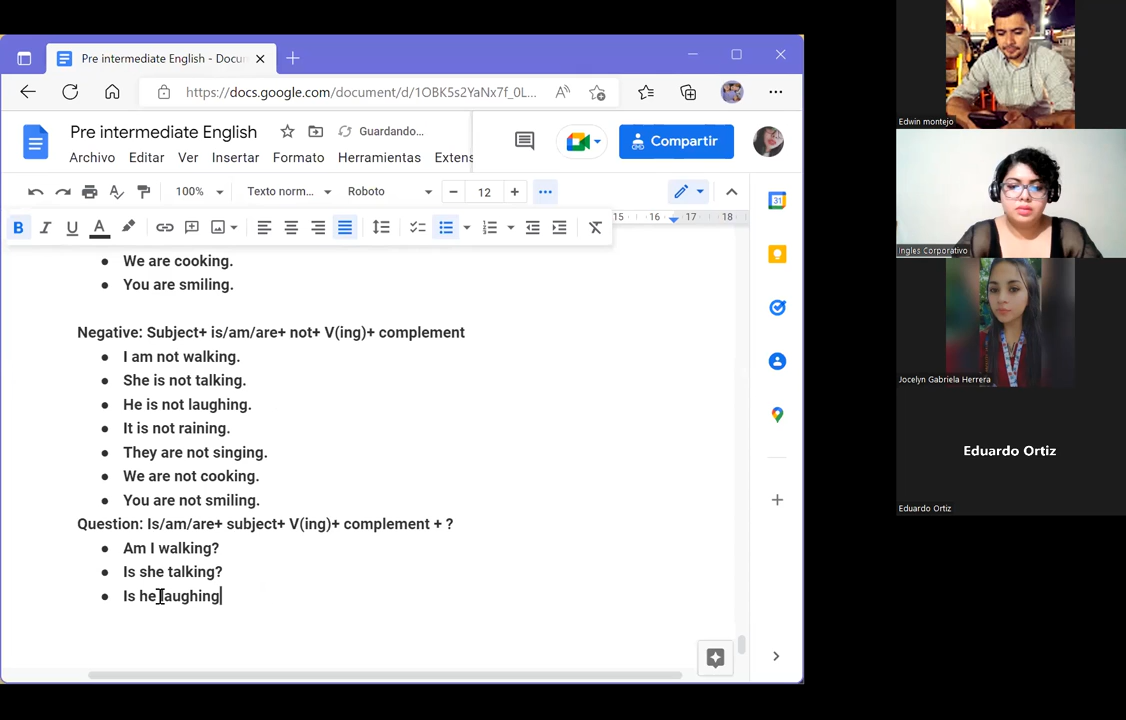 Pre intermediate English - Docu
https://docs.google.com/document/d/1OBK5s2YaNx7f_0L...
Pre intermediate English
Guardando...
Compartir
Archivo Editar Ver Insertar Formato Herramientas Extens
100% Texto norm... Roboto 12
15 16 17 18
We are cooking.
You are smiling.
Negative: Subject+ is/am/are+ not+ V(ing)+ complement
I am not walking.
She is not talking.
He is not laughing.
It is not raining.
They are not singing.
We are not cooking.
You are not smiling.
Question: Is/am/are+ subject+ V(ing)+ complement + ?
Am I walking?
Is she talking?
Is he laughing
31
Edwin montejo
Ingles Corporativo
Jocelyn Gabriela Herrera
Eduardo Ortiz
Eduardo Ortiz